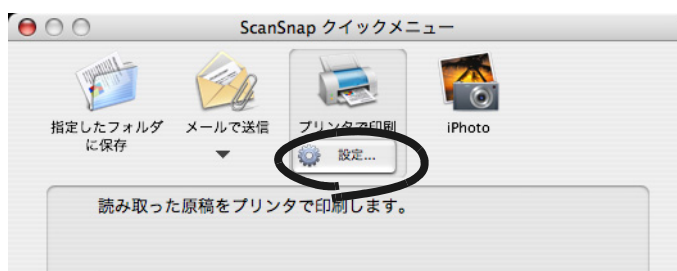 ScanSnap クイックメニュー
指定したフォルダ
に保存
メールで送信
プリンタで印刷
iPhoto
設定...
読み取った原稿をプリンタで印刷します。